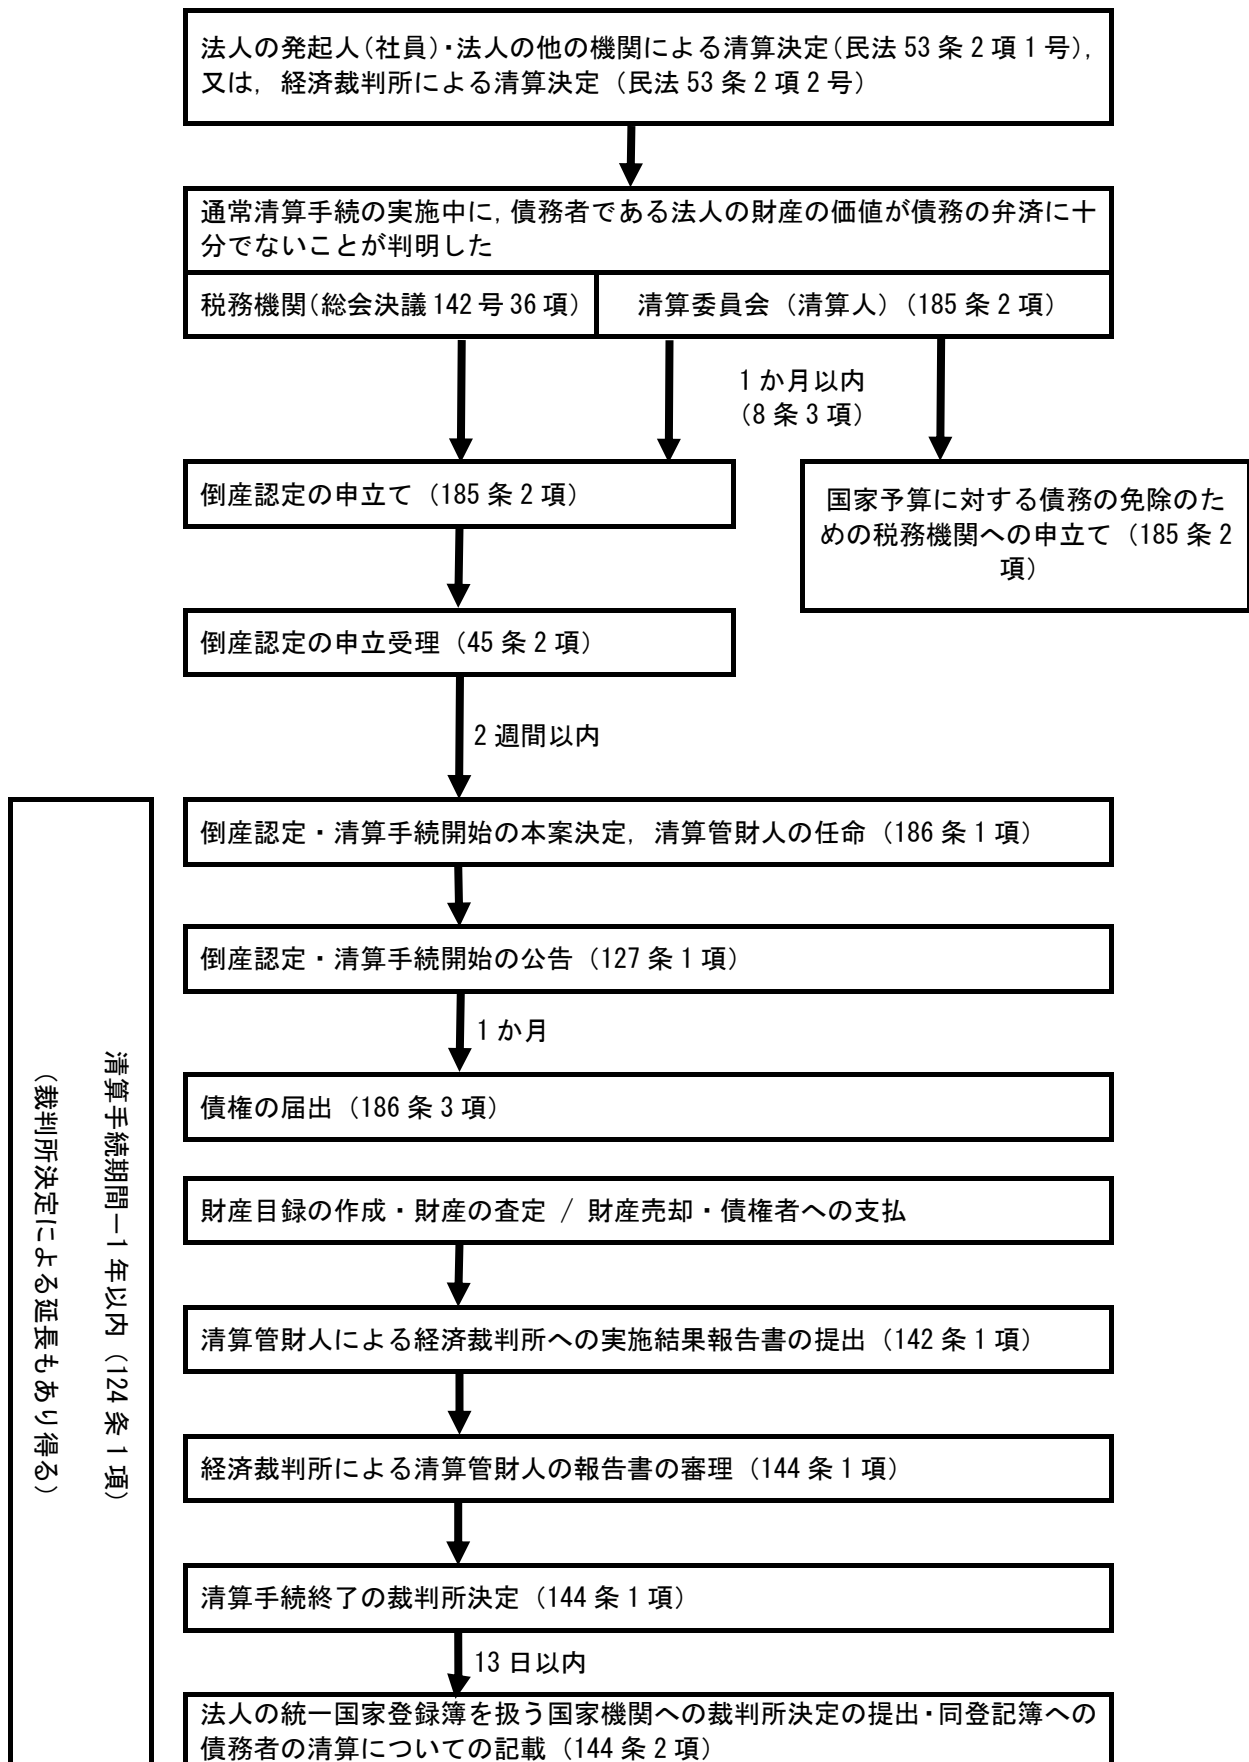 法人の発起人（社員）・法人の他の機関による清算決定（民法 53 条 2 項 1 号），
又は，経済裁判所による清算決定（民法 53 条 2 項 2 号）
通常清算手続の実施中に，債務者である法人の財産の価値が債務の弁済に十
分でないことが判明した
税務機関（総会決議 142 号 36 項）
清算委員会（清算人）（185 条 2 項）
1 か月以内
（8 条 3 項）
倒産認定の申立て（185 条 2 項）
国家予算に対する債務の免除のた
めの税務機関への申立て（185 条 2
項）
倒産認定の申立受理（45 条 2 項）
2 週間以内
倒産認定・清算手続開始の本案決定，清算管財人の任命（186 条 1 項）
倒産認定・清算手続開始の公告（127 条 1 項）
1 か月
債権の届出（186 条 3 項）
財産目録の作成・財産の査定 / 財産売却・債権者への支払
清算管財人による経済裁判所への実施結果報告書の提出（142 条 1 項）
経済裁判所による清算管財人の報告書の審理（144 条 1 項）
清算手続終了の裁判所決定（144 条 1 項）
13 日以内
法人の統一国家登録簿を扱う国家機関への裁判所決定の提出・同登記簿への
債務者の清算についての記載（144 条 2 項）
清算手続期間－1 年以内（124 条 1 項）
（裁判所決定による延長もあり得る）